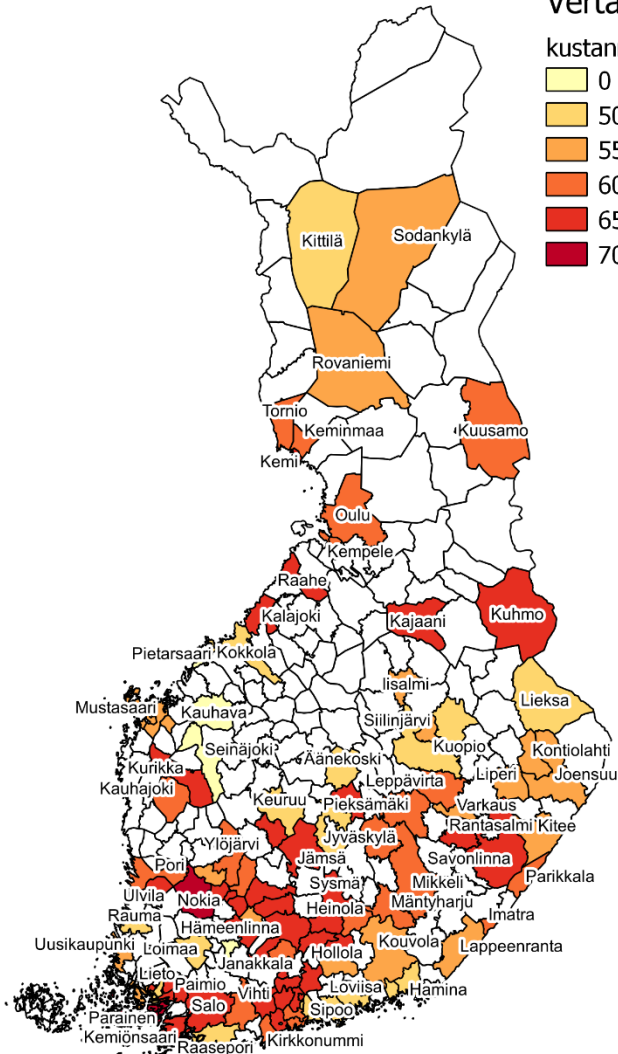 Verta
kustann
0
50
55
60
65
70
Kittilä
Sodankylä
Rovaniemi
Tornio
Keminmaa
Kuusamo
Kemi
Oulu
Kempele
Raahe
Kalajoki
Kajaani
Kuhmo
Pietarsaari
Kokkola
Iisalmi
Lieksa
Mustasaari
Kauhava
Siilinjärvi
Seinäjoki
Kuopio
Kontiolahti
Kurikka
Äänekoski
Leppävirta
Liperi
Joensuu
Kauhajoki
Keuruu
Pieksämäki
Varkaus
Rantasalmi
Kitee
Ylöjärvi
Jyväskylä
Jämsä
Savonlinna
Pori
Sysmä
Mikkeli
Parikkala
Ulvila
Nokia
Heinola
Mäntyharju
Imatra
Rauma
Hämeenlinna
Uusikaupunki
Loimaa
Hollola
Kouvola
Lappeenranta
Lieto
Janakkala
Paimio
Vihti
Loviisa
Hamina
Salo
Sipoo
Parainen
Kemiönsaari
Raasepori
Kirkkonummi